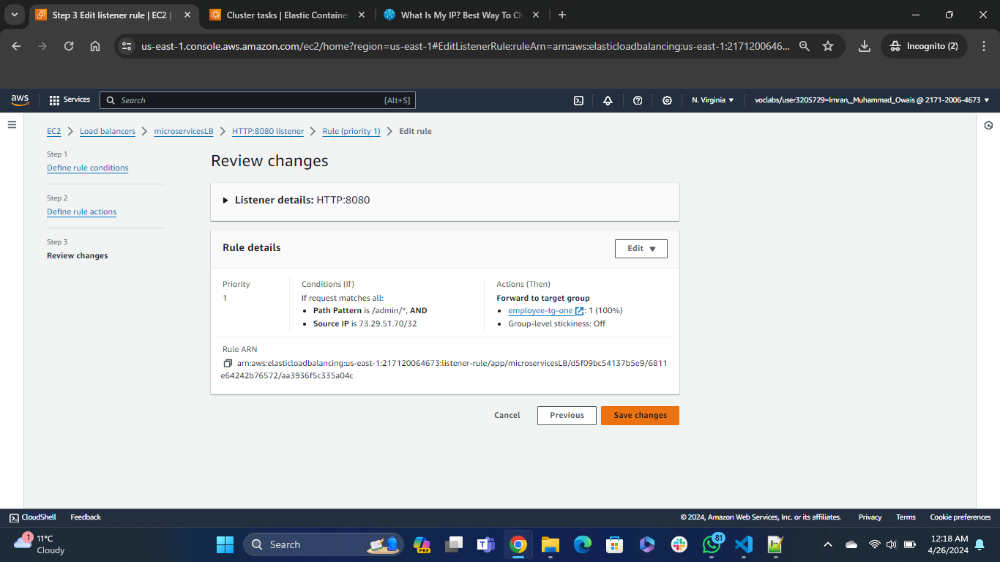 Step 3 Edit listener rule | EC2 |
Cluster tasks | Elastic Container
What Is My IP? Best Way To Ch
us-east-1.console.aws.amazon.com/ec2/home?region=us-east-1#EditListenerRule:ruleArn=arn:aws:elasticloadbalancing:us-east-1:2171200646...
Incognito (2)
aws
Services
Search
[Alt+S]
N. Virginia
voclabs/user3205729=Imran,_Muhammad_Owais @ 2171-2006-4673
EC2
Load balancers
microservicesLB
HTTP:8080 listener
Rule (priority 1)
Edit rule
Step 1
Define rule conditions
Step 2
Define rule actions
Step 3
Review changes
Review changes
Listener details: HTTP:8080
Rule details
Edit
Priority
1
Conditions (If)
If request matches all:
• Path Pattern is /admin/*, AND
• Source IP is 73.29.51.70/32
Actions (Then)
Forward to target group
• employee-tg-one : 1 (100%)
• Group-level stickiness: Off
Rule ARN
arn:aws:elasticloadbalancing:us-east-1:217120064673:listener-rule/app/microservicesLB/d5f09bc54137b5e9/6811
e64242b76572/aa3936f5c335a04c
Cancel
Previous
Save changes
CloudShell
Feedback
© 2024, Amazon Web Services, Inc. or its affiliates.
Privacy
Terms
Cookie preferences
1
11°C
Cloudy
Search
PRE
81
12:18 AM
4/26/2024